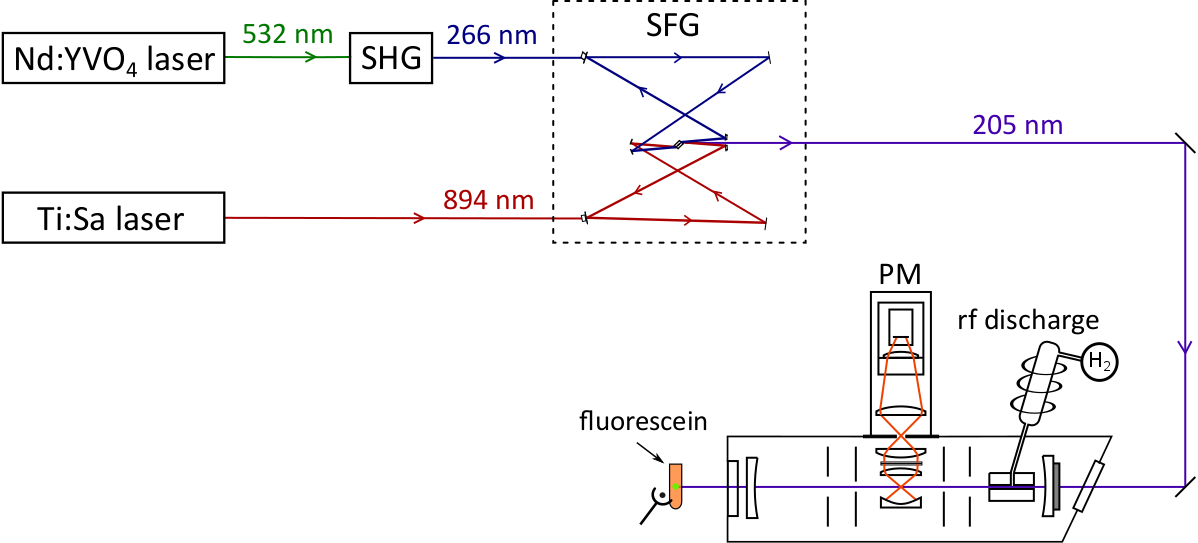 SFG
532 nm
266 nm
Nd:YVO₄ laser
SHG
205 nm
894 nm
Ti:Sa laser
PM
rf discharge
H₂
fluorescein